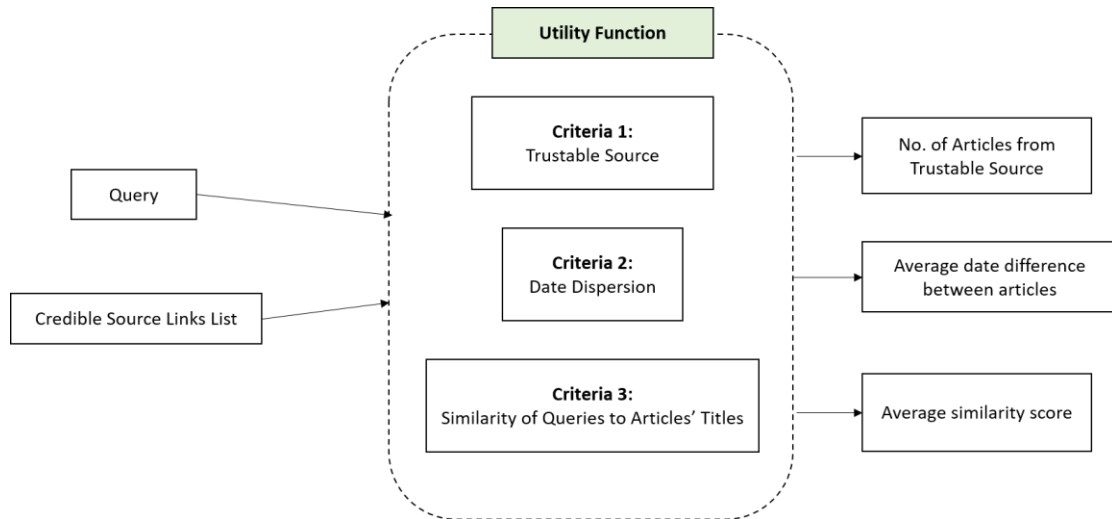 Utility Function
Criteria 1:
Trustable Source
No. of Articles from
Trustable Source
Query
Criteria 2:
Date Dispersion
Average date difference
between articles
Credible Source Links List
Criteria 3:
Similarity of Queries to Articles’ Titles
Average similarity score